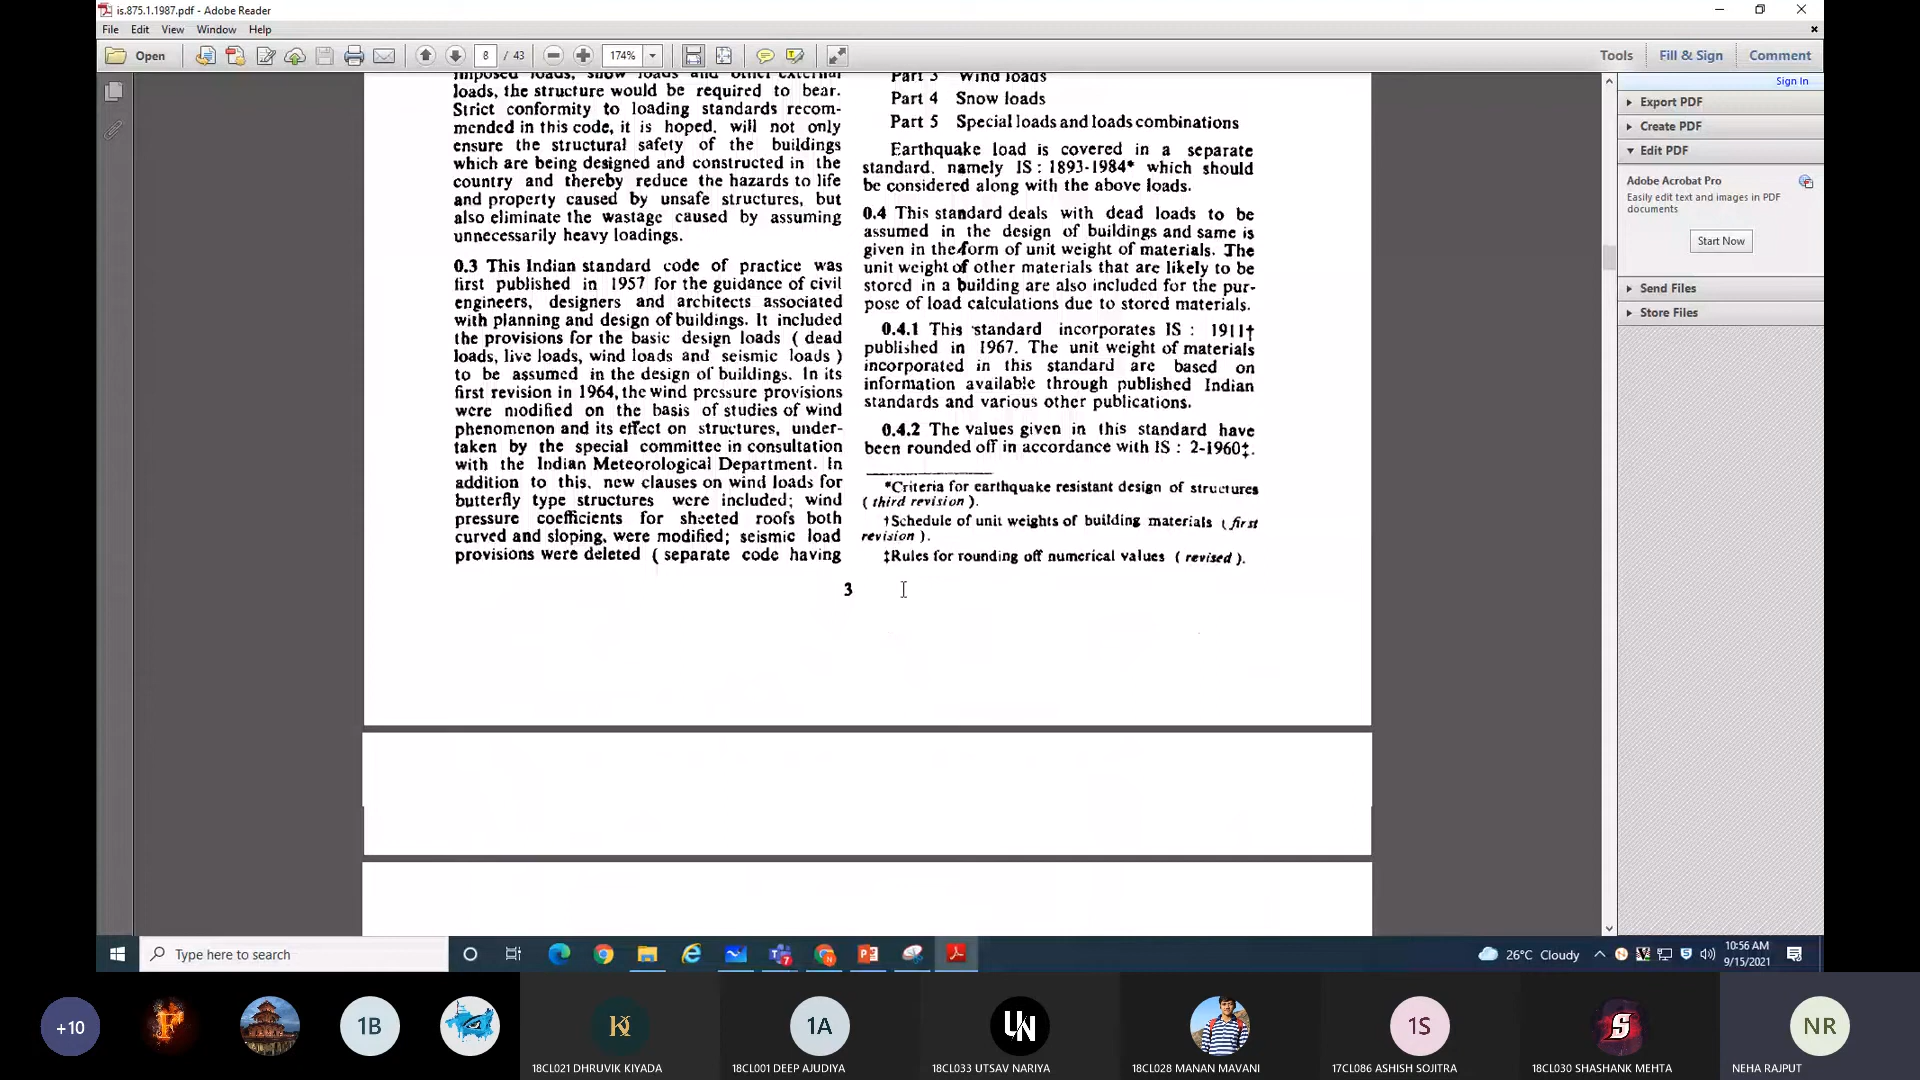 is.875.1.1987.pdf - Adobe Reader
File Edit View Window Help
Open
8 / 43
174%
Tools Fill & Sign Comment
Sign In
Export PDF
Create PDF
Edit PDF
Adobe Acrobat Pro
Easily edit text and images in PDF
documents
Start Now
Send Files
Store Files
imposed loads, snow loads and other external
loads, the structure would be required to bear.
Strict conformity to loading standards recom-
mended in this code, it is hoped, will not only
ensure the structural safety of the buildings
which are being designed and constructed in the
country and thereby reduce the hazards to life
and property caused by unsafe structures, but
also eliminate the wastage caused by assuming
unnecessarily heavy loadings.
0.3 This Indian standard code of practice was
first published in 1957 for the guidance of civil
engineers, designers and architects associated
with planning and design of buildings. It included
the provisions for the basic design loads ( dead
loads, live loads, wind loads and seismic loads )
to be assumed in the design of buildings. In its
first revision in 1964, the wind pressure provisions
were modified on the basis of studies of wind
phenomenon and its effect on structures, under-
taken by the special committee in consultation
with the Indian Meteorological Department. In
addition to this, new clauses on wind loads for
butterfly type structures were included; wind
pressure coefficients for sheeted roofs both
curved and sloping, were modified; seismic load
provisions were deleted ( separate code having
Part 3 Wind loads
Part 4 Snow loads
Part 5 Special loads and loads combinations
Earthquake load is covered in a separate
standard, namely IS : 1893-1984* which should
be considered along with the above loads.
0.4 This standard deals with dead loads to be
assumed in the design of buildings and same is
given in the form of unit weight of materials. The
unit weight of other materials that are likely to be
stored in a building are also included for the pur-
pose of load calculations due to stored materials.
0.4.1 This standard incorporates IS : 1911†
published in 1967. The unit weight of materials
incorporated in this standard are based on
information available through published Indian
standards and various other publications.
0.4.2 The values given in this standard have
been rounded off in accordance with IS : 2-1960‡.
*Criteria for earthquake resistant design of structures
( third revision ).
†Schedule of unit weights of building materials ( first
revision ).
‡Rules for rounding off numerical values ( revised ).
3
Type here to search
7
26°C Cloudy
10:56 AM
9/15/2021
+10
1B
1A
UN
1S
S
NR
18CL021 DHRUVIK KIYADA
18CL001 DEEP AJUDIYA
18CL033 UTSAV NARIYA
18CL028 MANAN MAVANI
17CL086 ASHISH SOJITRA
18CL030 SHASHANK MEHTA
NEHA RAJPUT